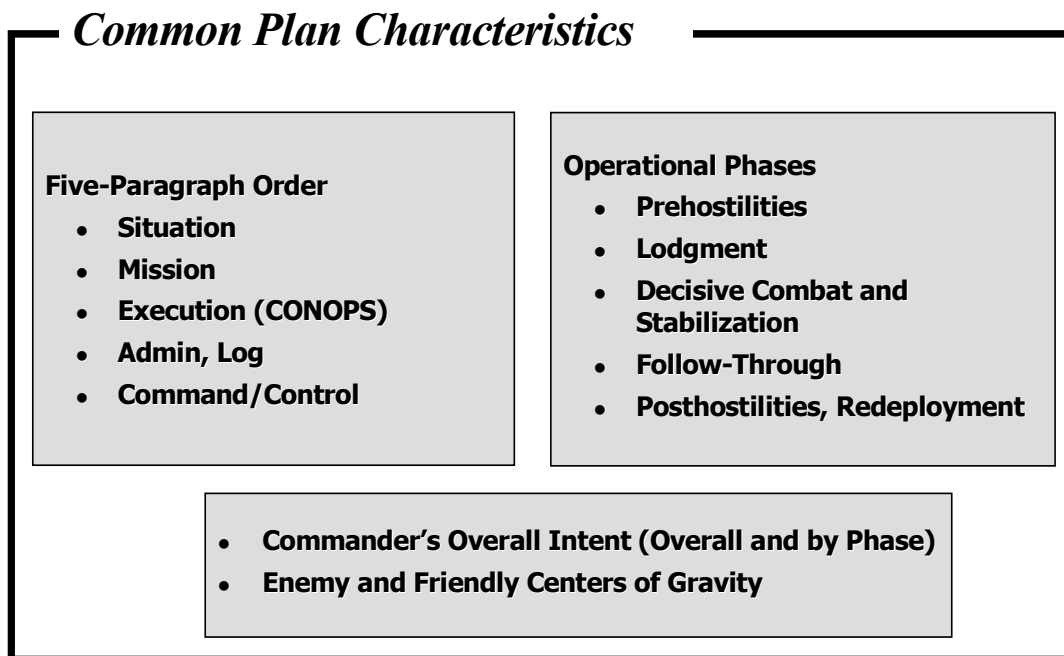 Common Plan Characteristics
Five-Paragraph Order
● Situation
● Mission
● Execution (CONOPS)
● Admin, Log
● Command/Control
Operational Phases
● Prehostilities
● Lodgment
● Decisive Combat and
Stabilization
● Follow-Through
● Posthostilities, Redeployment
● Commander’s Overall Intent (Overall and by Phase)
● Enemy and Friendly Centers of Gravity